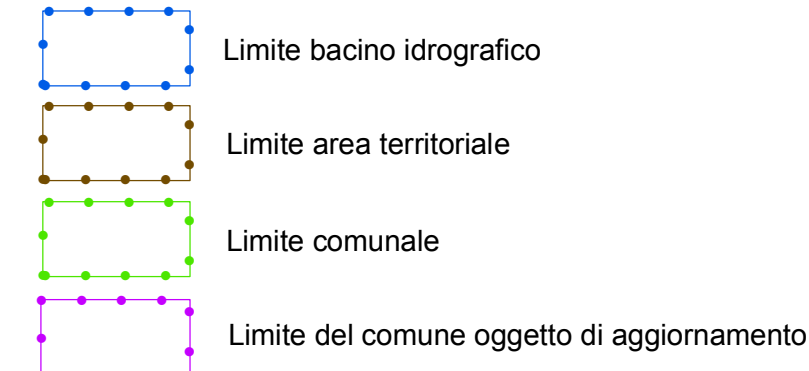 Limite bacino idrografico
Limite area territoriale
Limite comunale
Limite del comune oggetto di aggiornamento